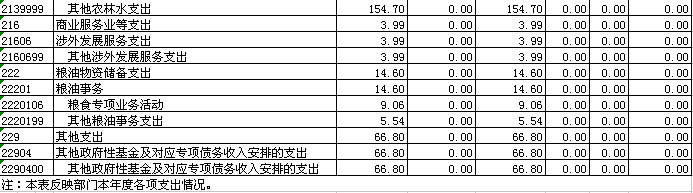 2139999 其他农林水支出 154.70 0.00 154.70 0.00 0.00 0.00
216 商业服务业等支出 3.99 0.00 3.99 0.00 0.00 0.00
21606 涉外发展服务支出 3.99 0.00 3.99 0.00 0.00 0.00
2160699 其他涉外发展服务支出 3.99 0.00 3.99 0.00 0.00 0.00
222 粮油物资储备支出 14.60 0.00 14.60 0.00 0.00 0.00
22201 粮油事务 14.60 0.00 14.60 0.00 0.00 0.00
2220106 粮食专项业务活动 9.06 0.00 9.06 0.00 0.00 0.00
2220199 其他粮油事务支出 5.54 0.00 5.54 0.00 0.00 0.00
229 其他支出 66.80 0.00 66.80 0.00 0.00 0.00
22904 其他政府性基金及对应专项债务收入安排的支出 66.80 0.00 66.80 0.00 0.00 0.00
2290400 其他政府性基金及对应专项债务收入安排的支出 66.80 0.00 66.80 0.00 0.00 0.00
注：本表反映部门本年度各项支出情况。